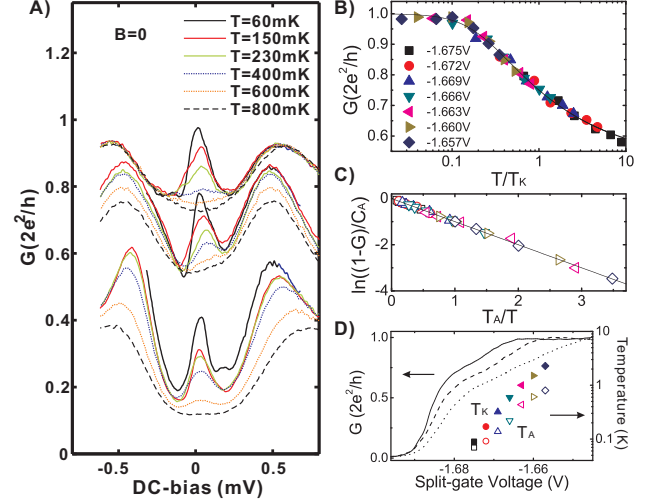 A)
B=0
T=60mK
T=150mK
T=230mK
T=400mK
T=600mK
T=800mK
G(2e²/h)
1.2
1
0.8
0.6
0.4
0.2
0
-0.5
0
0.5
DC-bias (mV)
B)
G(2e²/h)
1.0
0.9
0.8
0.7
0.6
-1.675V
-1.672V
-1.669V
-1.666V
-1.663V
-1.660V
-1.657V
0.1
1
10
T/T_K
C)
ln((1-G)/C_A)
0
-2
-4
0
1
2
3
T_A/T
D)
G (2e²/h)
1.0
0.5
0.0
T_K
T_A
10
1
0.1
Temperature (K)
-1.68
-1.66
Split-gate Voltage (V)